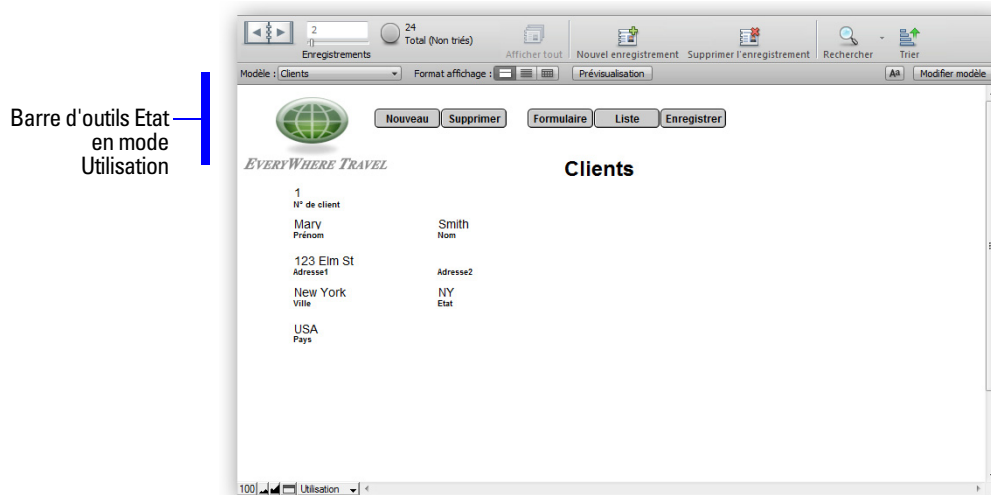 Barre d'outils Etat
en mode
Utilisation
2
Enregistrements
24
Total (Non triés)
Afficher tout
Nouvel enregistrement
Supprimer l'enregistrement
Rechercher
Trier
Modèle : Clients
Format affichage :
Prévisualisation
Aa
Modifier modèle
EVERYWHERE TRAVEL
Nouveau
Supprimer
Formulaire
Liste
Enregistrer
Clients
1
N° de client
Mary
Smith
Prénom
Nom
123 Elm St
Adresse1
Adresse2
New York
NY
Ville
Etat
USA
Pays
100
Utilisation